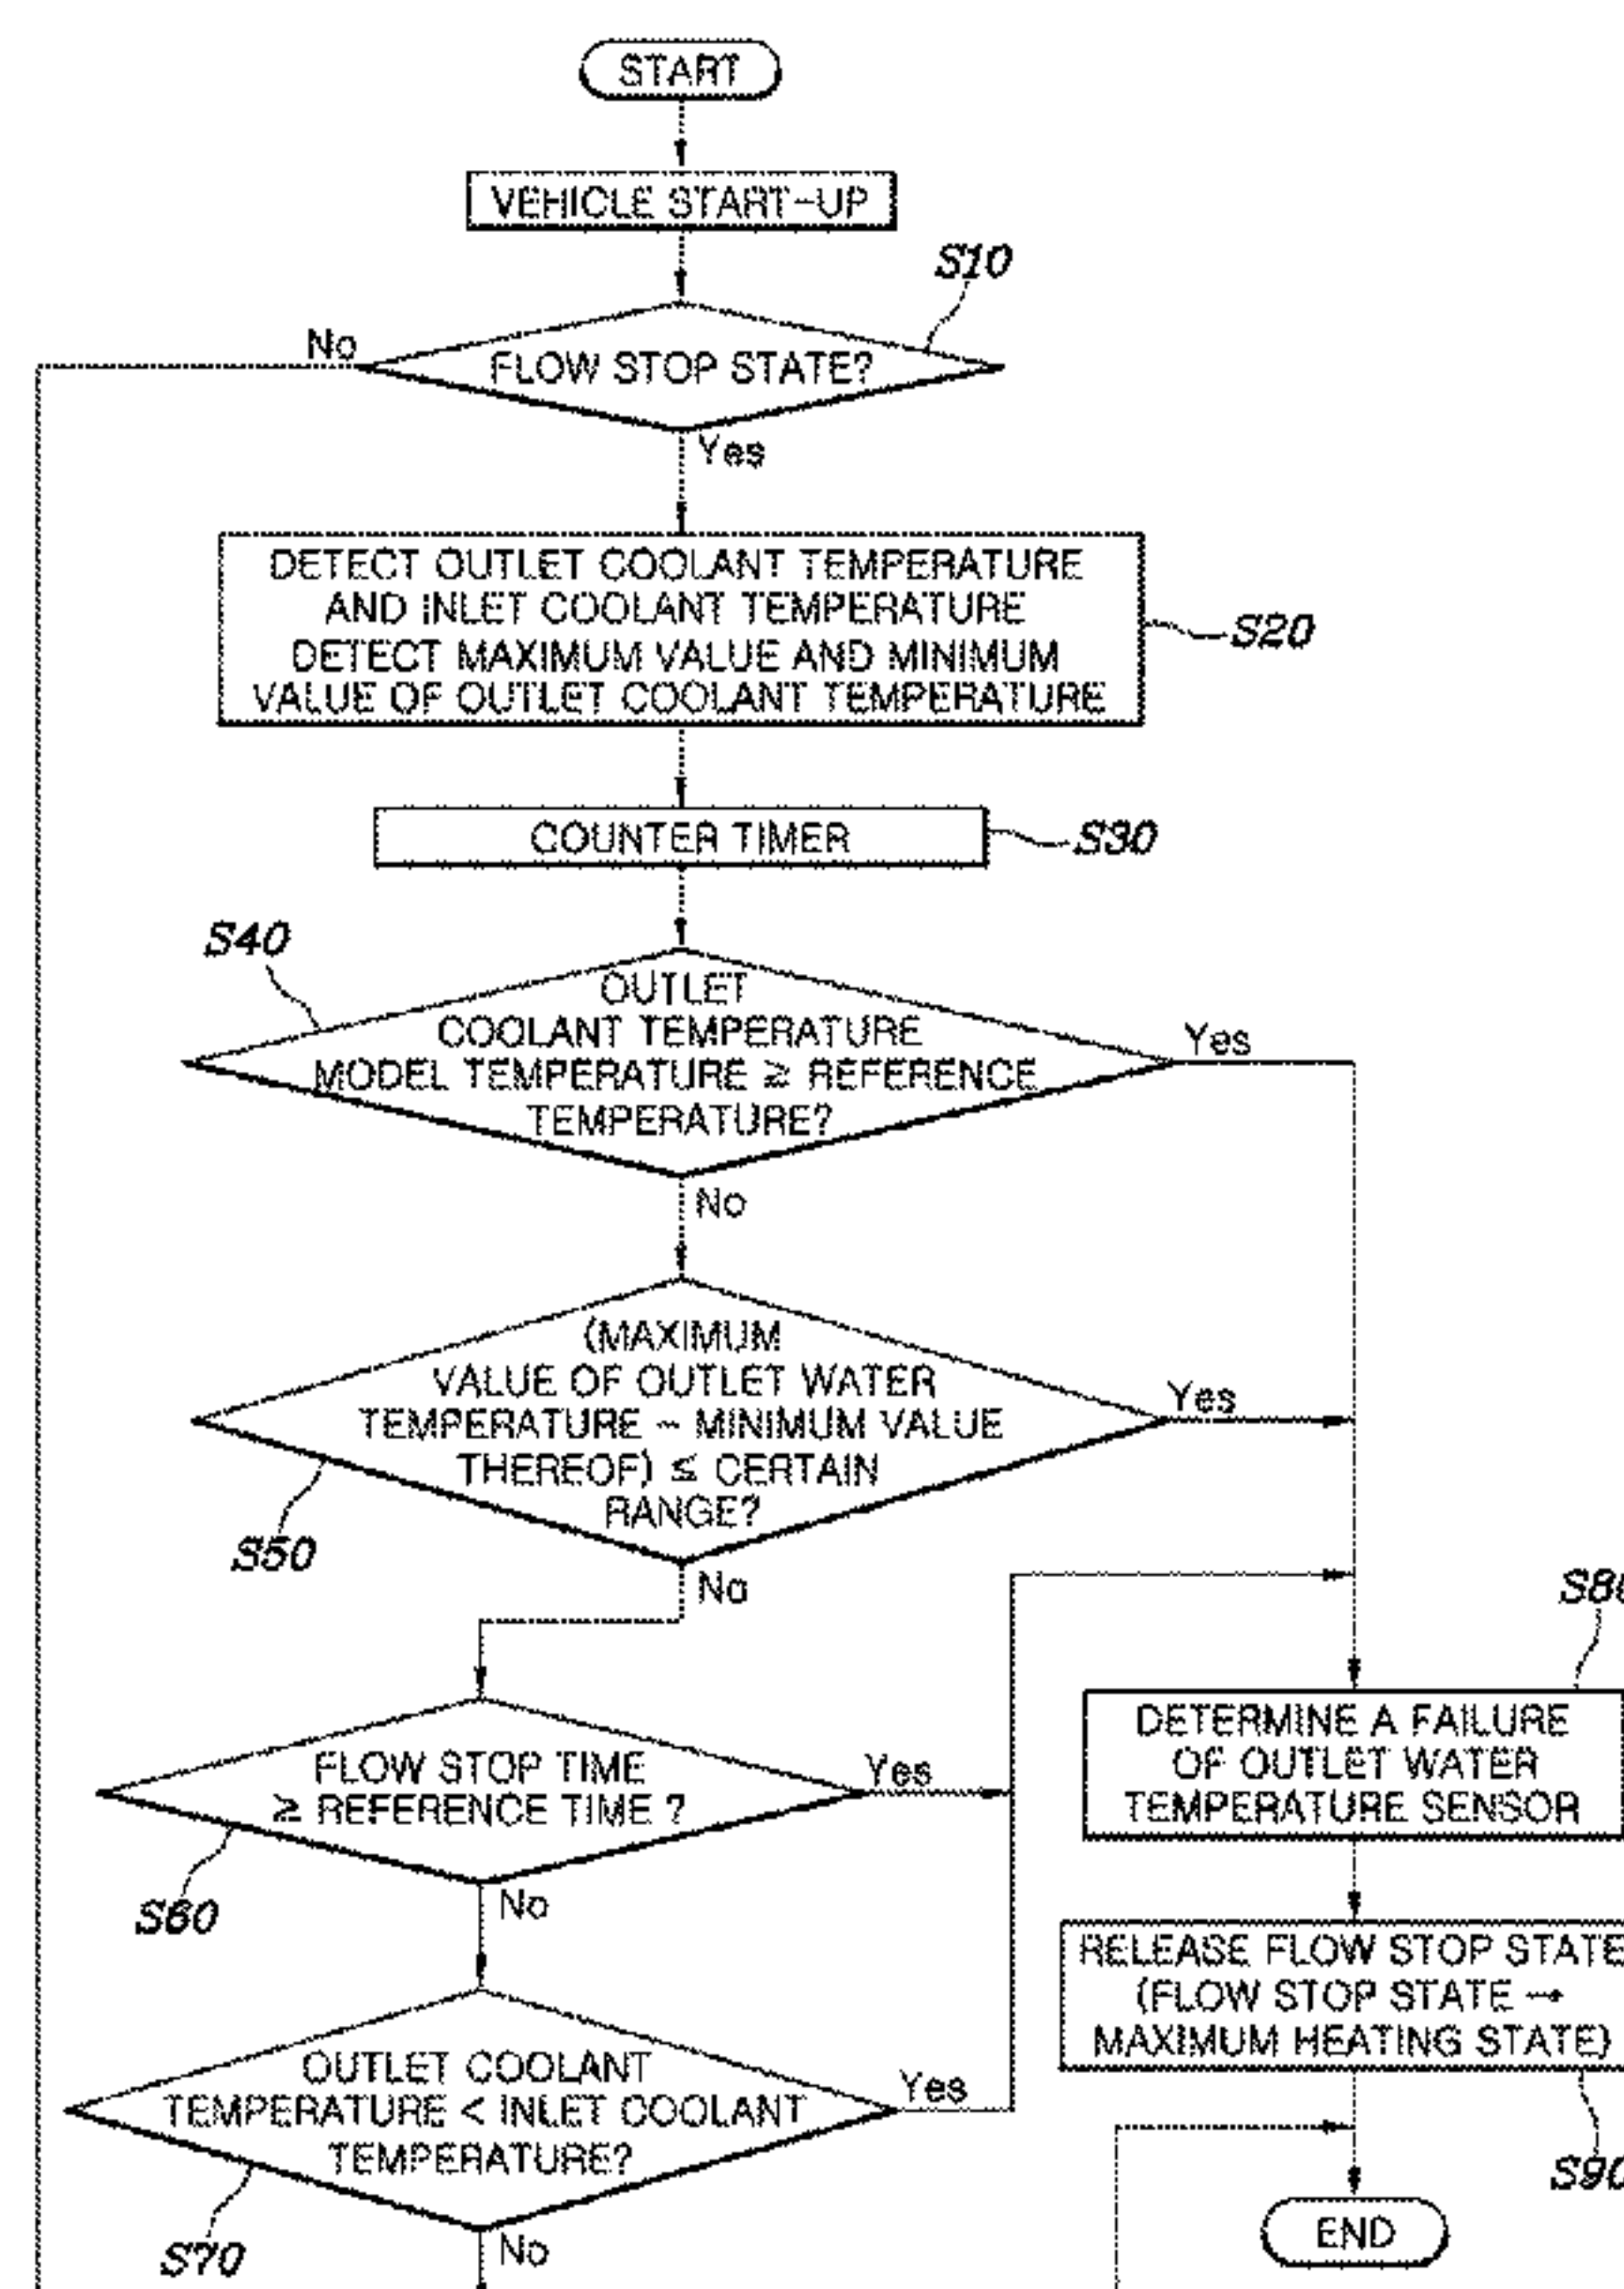 START
VEHICLE START-UP
S10
No
FLOW STOP STATE?
Yes
DETECT OUTLET COOLANT TEMPERATURE
AND INLET COOLANT TEMPERATURE
DETECT MAXIMUM VALUE AND MINIMUM
VALUE OF OUTLET COOLANT TEMPERATURE
S20
COUNTER TIMER
S30
S40
OUTLET
COOLANT TEMPERATURE
MODEL TEMPERATURE ≥ REFERENCE
TEMPERATURE?
Yes
No
(MAXIMUM
VALUE OF OUTLET WATER
TEMPERATURE - MINIMUM VALUE
THEREOF) ≤ CERTAIN
RANGE?
Yes
S50
No
FLOW STOP TIME
≥ REFERENCE TIME ?
Yes
S60
No
S80
DETERMINE A FAILURE
OF OUTLET WATER
TEMPERATURE SENSOR
RELEASE FLOW STOP STATE
(FLOW STOP STATE →
MAXIMUM HEATING STATE)
S90
OUTLET COOLANT
TEMPERATURE < INLET COOLANT
TEMPERATURE?
Yes
S70
No
END